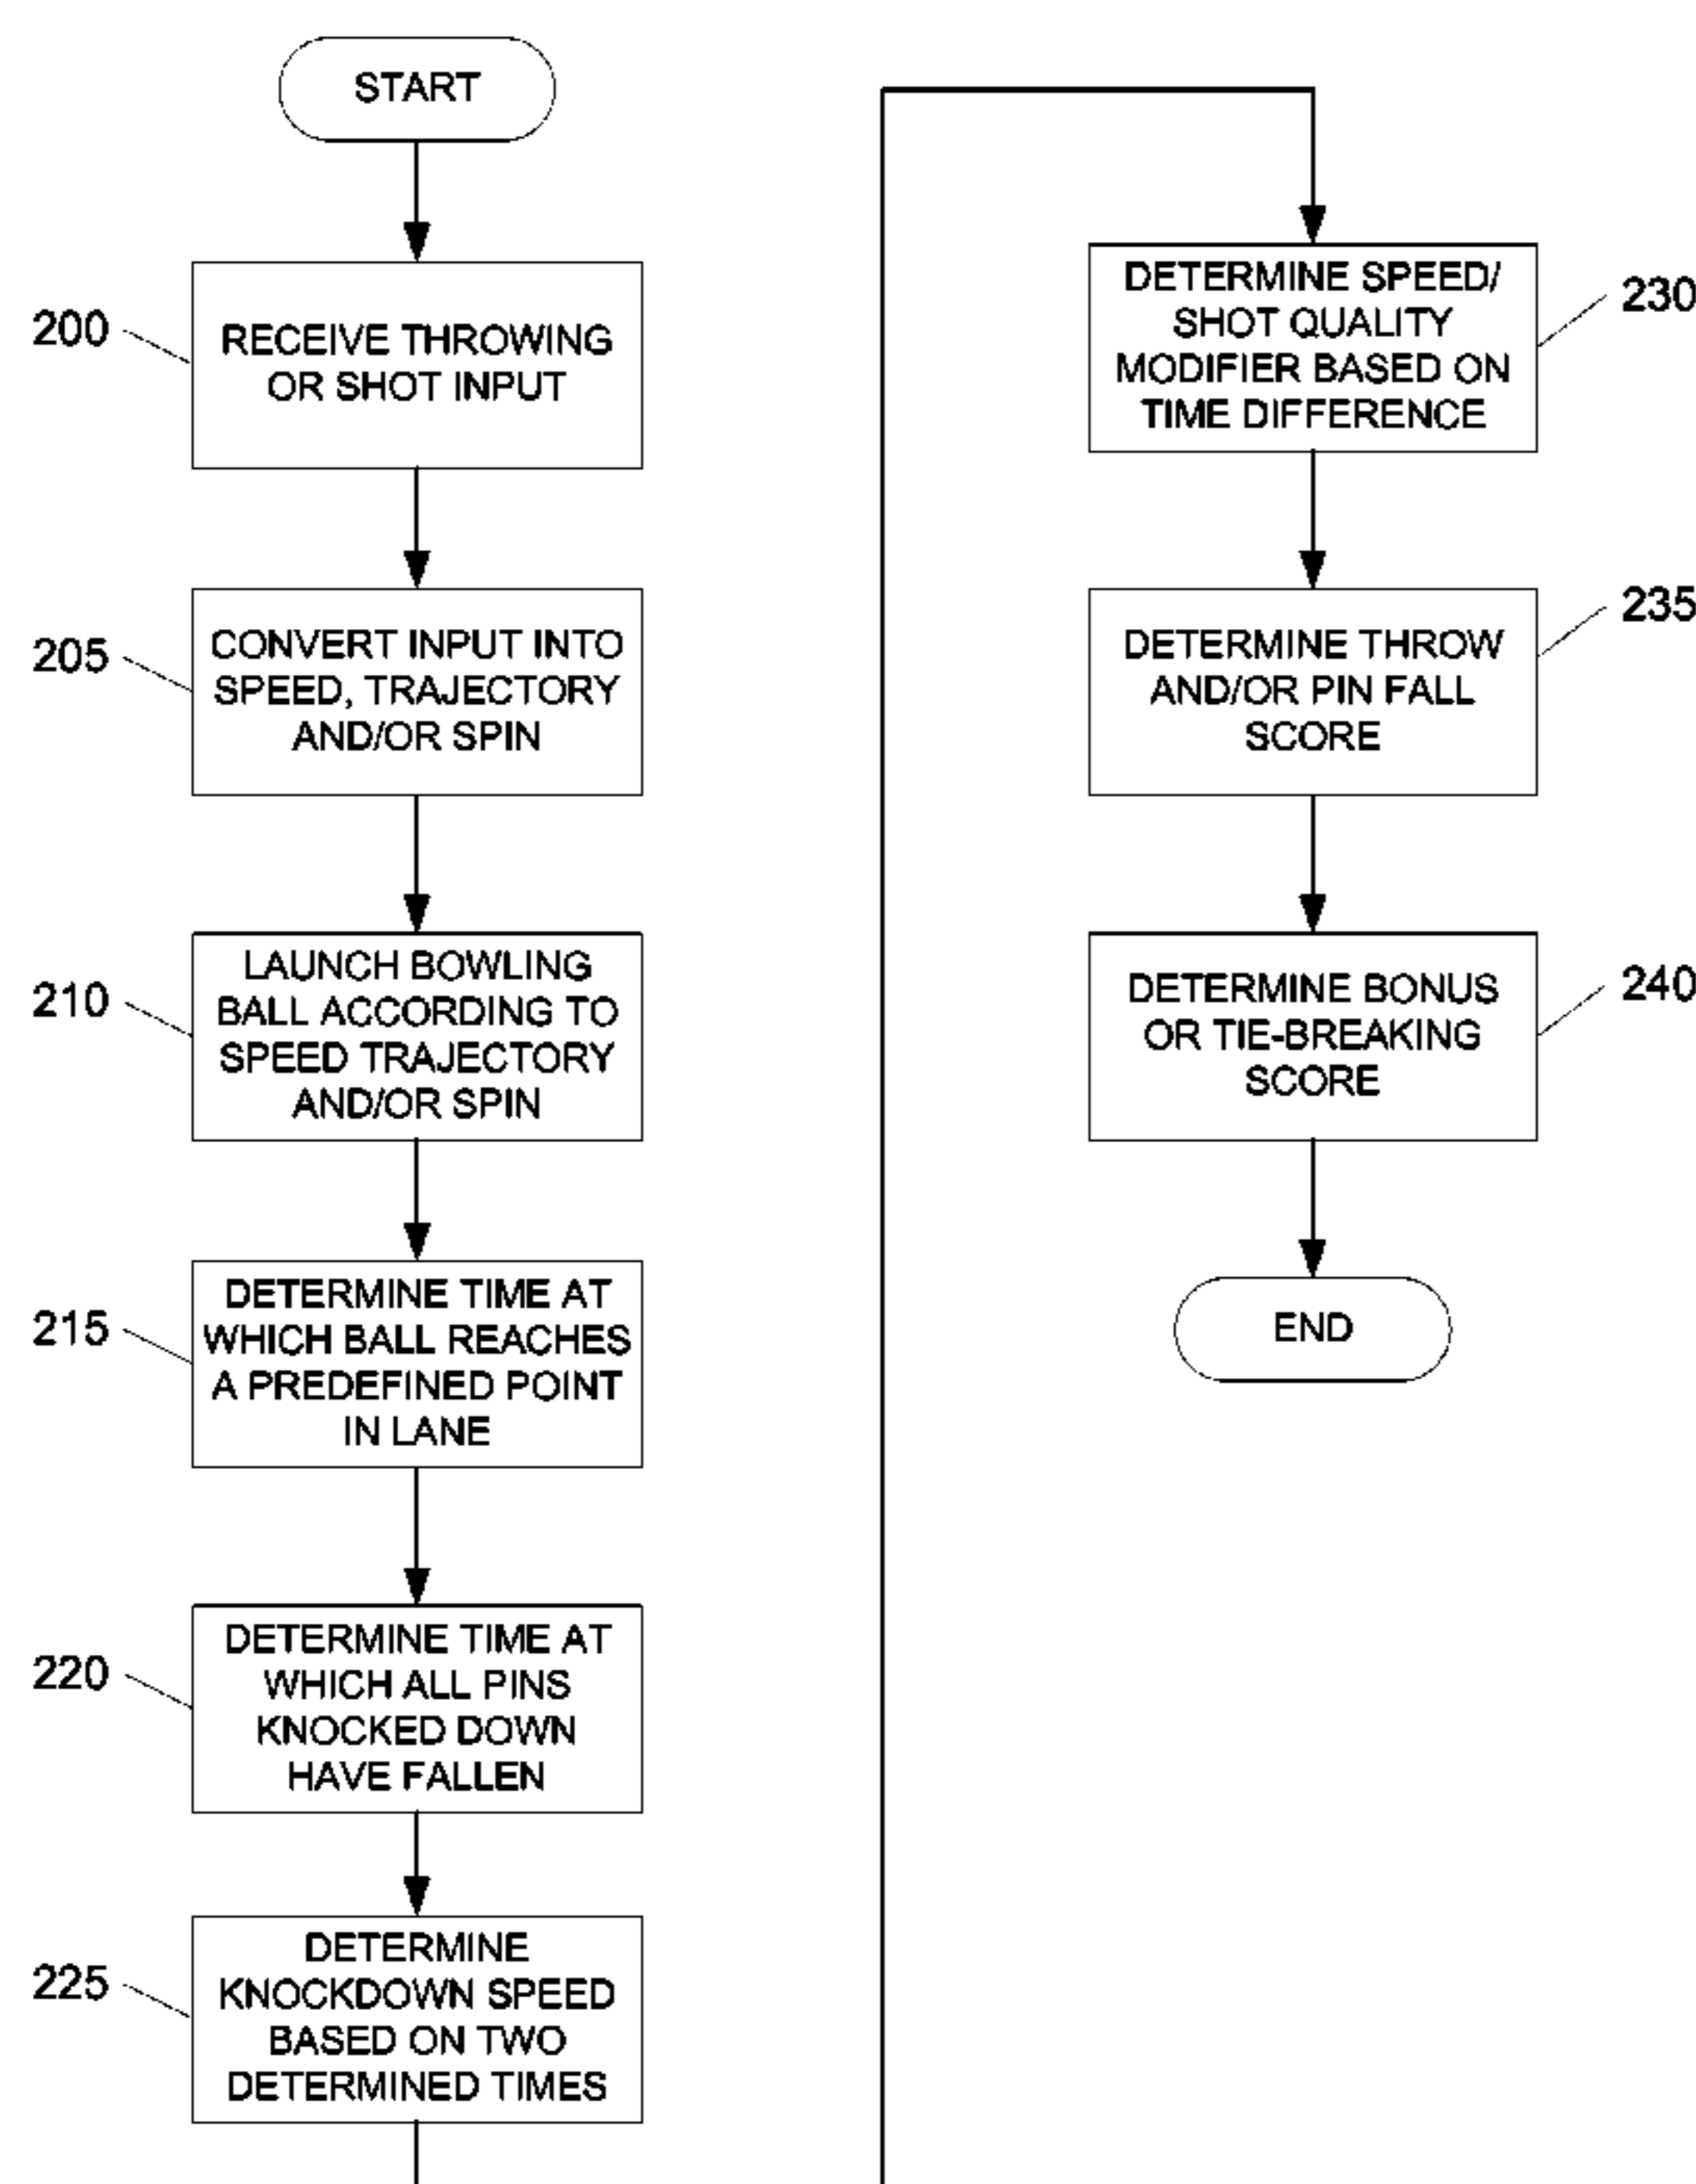 START
200
RECEIVE THROWING
OR SHOT INPUT
205
CONVERT INPUT INTO
SPEED, TRAJECTORY
AND/OR SPIN
210
LAUNCH BOWLING
BALL ACCORDING TO
SPEED TRAJECTORY
AND/OR SPIN
215
DETERMINE TIME AT
WHICH BALL REACHES
A PREDEFINED POINT
IN LANE
220
DETERMINE TIME AT
WHICH ALL PINS
KNOCKED DOWN
HAVE FALLEN
225
DETERMINE
KNOCKDOWN SPEED
BASED ON TWO
DETERMINED TIMES
DETERMINE SPEED/
SHOT QUALITY
MODIFIER BASED ON
TIME DIFFERENCE
230
DETERMINE THROW
AND/OR PIN FALL
SCORE
235
DETERMINE BONUS
OR TIE-BREAKING
SCORE
240
END